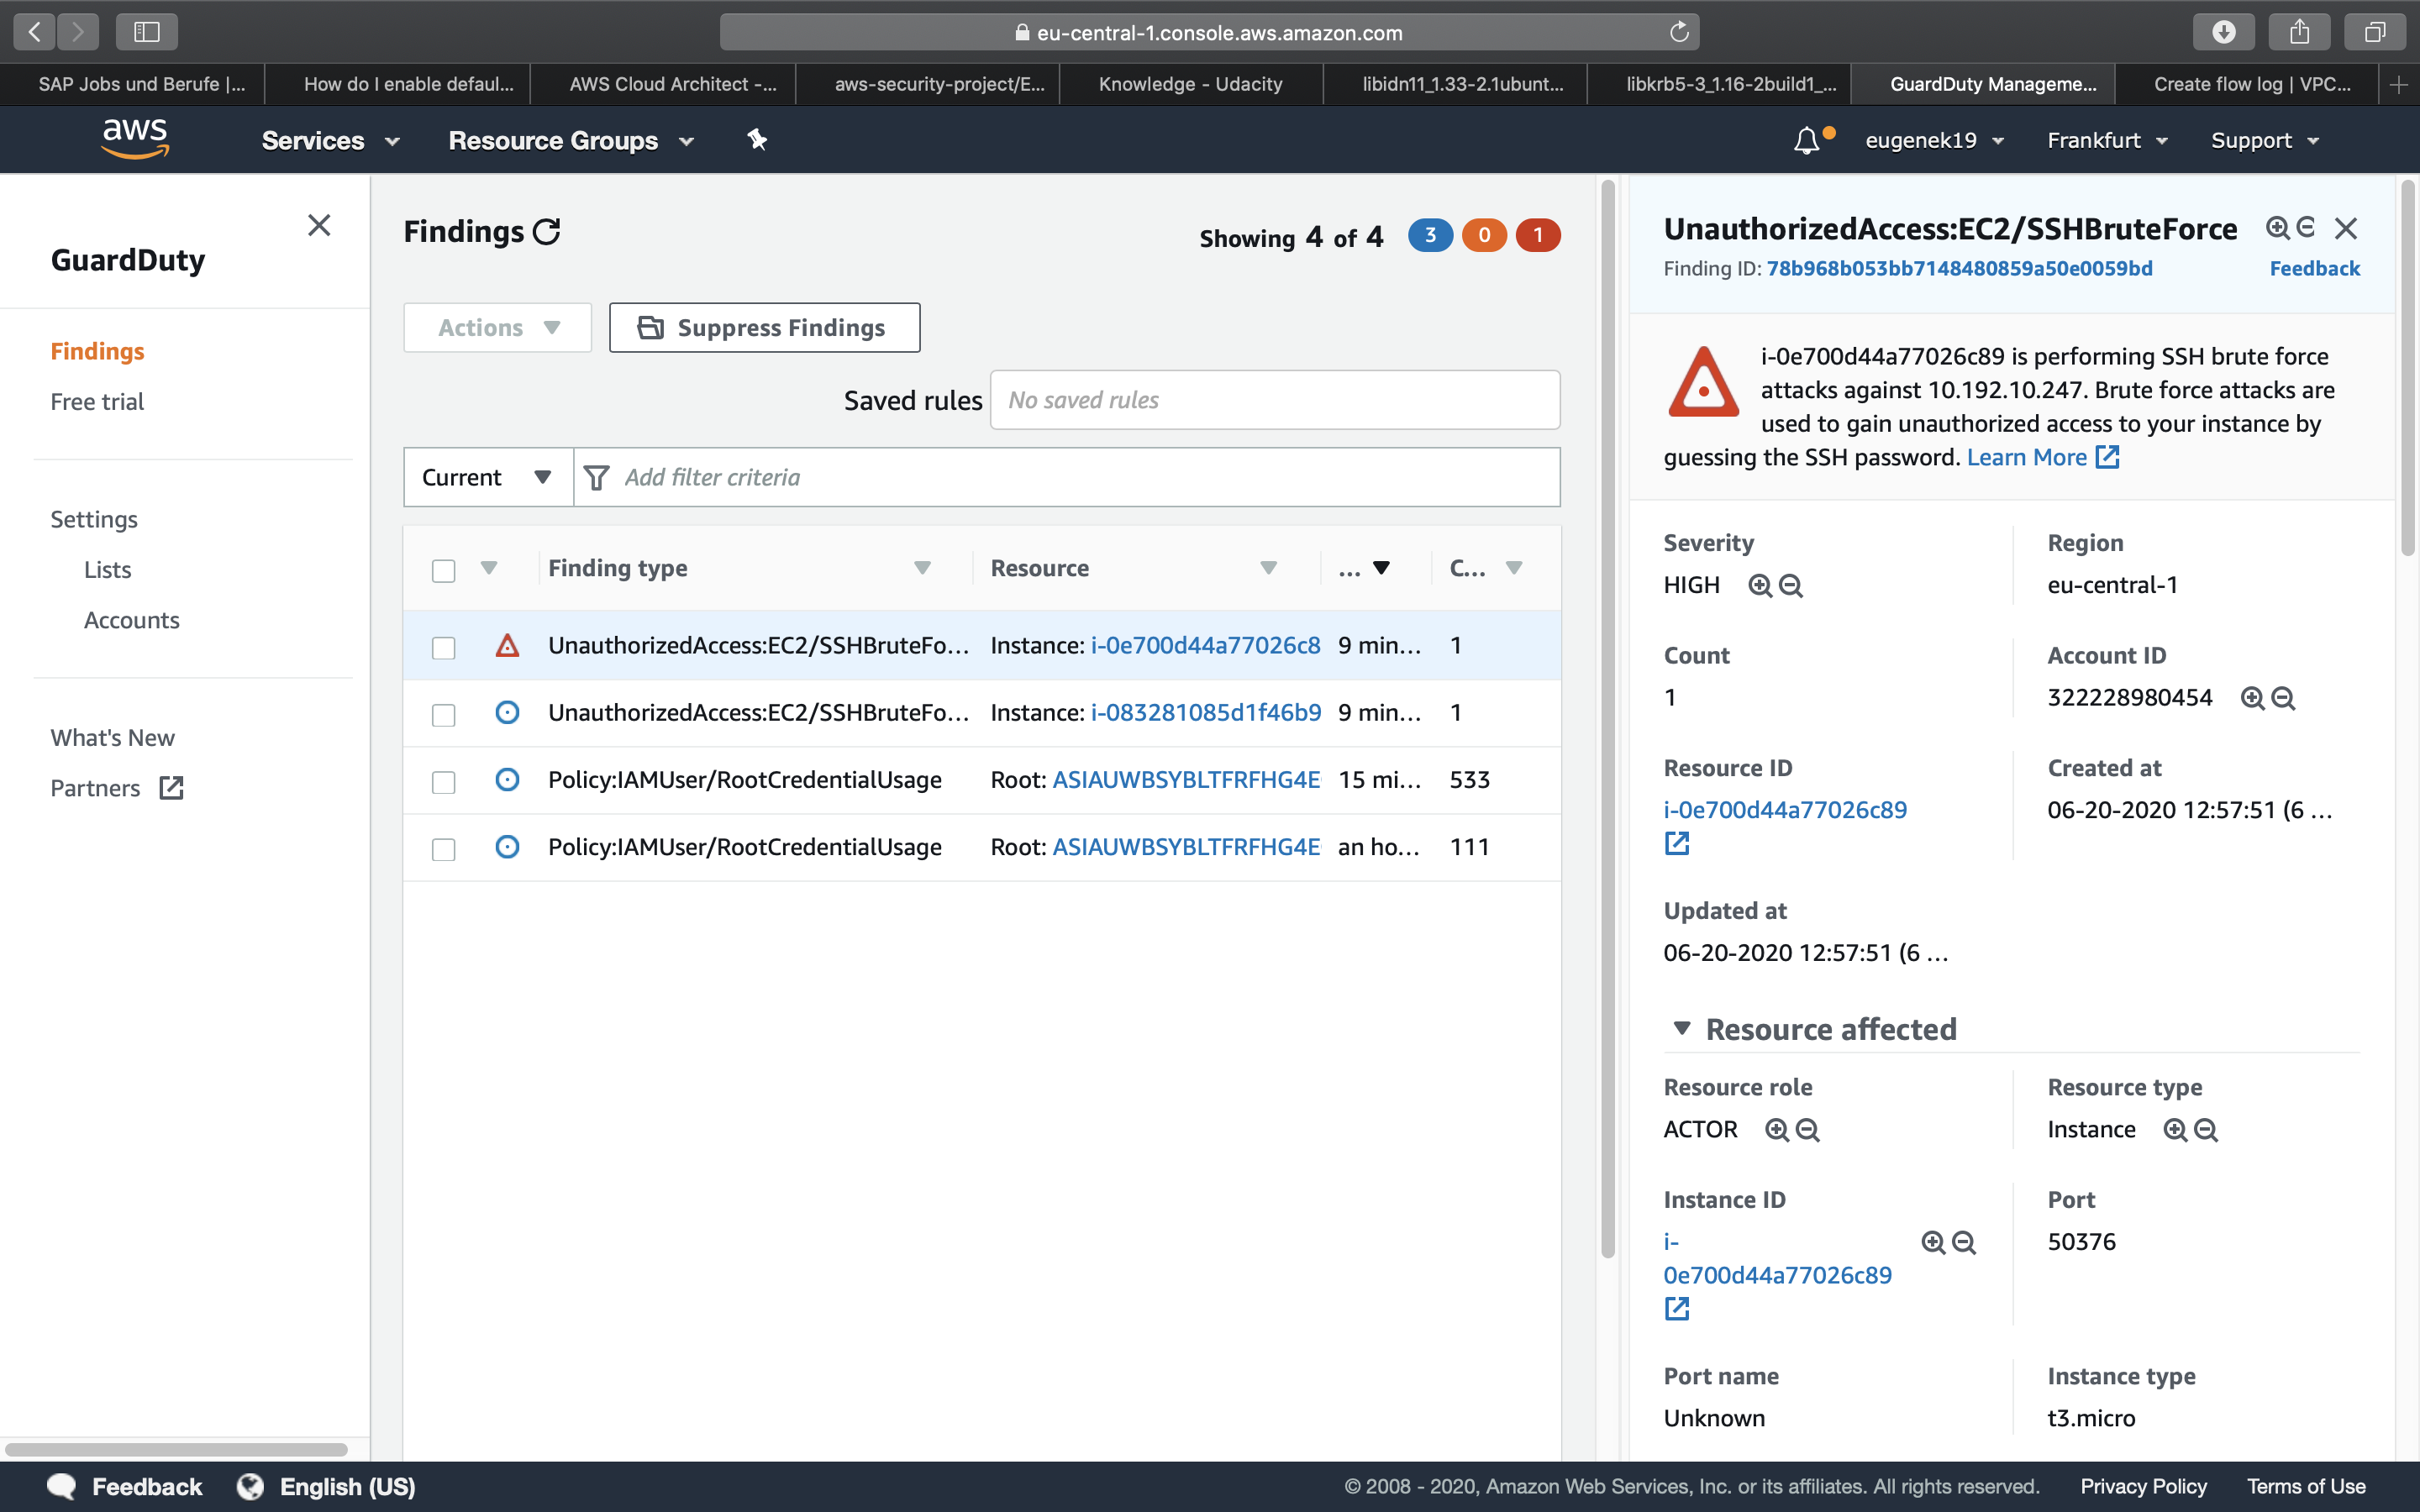 eu-central-1.console.aws.amazon.com
SAP Jobs und Berufe |...
How do I enable defaul...
AWS Cloud Architect -...
aws-security-project/E...
Knowledge - Udacity
libidn11_1.33-2.1ubunt...
libkrb5-3_1.16-2build1_...
GuardDuty Manageme...
Create flow log | VPC...
aws
Services
Resource Groups
eugenek19
Frankfurt
Support
GuardDuty
Findings
Free trial
Settings
Lists
Accounts
What's New
Partners
Findings
Showing 4 of 4
3
0
1
Actions
Suppress Findings
Saved rules
No saved rules
Current
Add filter criteria
Finding type
Resource
...
C...
UnauthorizedAccess:EC2/SSHBruteFo... Instance: i-0e700d44a77026c8 9 min... 1
UnauthorizedAccess:EC2/SSHBruteFo... Instance: i-083281085d1f46b9 9 min... 1
Policy:IAMUser/RootCredentialUsage Root: ASIAUWBSYBLTFRFHG4E 15 mi... 533
Policy:IAMUser/RootCredentialUsage Root: ASIAUWBSYBLTFRFHG4E an ho... 111
UnauthorizedAccess:EC2/SSHBruteForce
Finding ID: 78b968b053bb7148480859a50e0059bd
Feedback
i-0e700d44a77026c89 is performing SSH brute force
attacks against 10.192.10.247. Brute force attacks are
used to gain unauthorized access to your instance by
guessing the SSH password. Learn More
Severity
HIGH
Region
eu-central-1
Count
1
Account ID
322228980454
Resource ID
i-0e700d44a77026c89
Created at
06-20-2020 12:57:51 (6 ...
Updated at
06-20-2020 12:57:51 (6 ...
Resource affected
Resource role
ACTOR
Resource type
Instance
Instance ID
i-
0e700d44a77026c89
Port
50376
Port name
Unknown
Instance type
t3.micro
Feedback
English (US)
© 2008 - 2020, Amazon Web Services, Inc. or its affiliates. All rights reserved.
Privacy Policy
Terms of Use